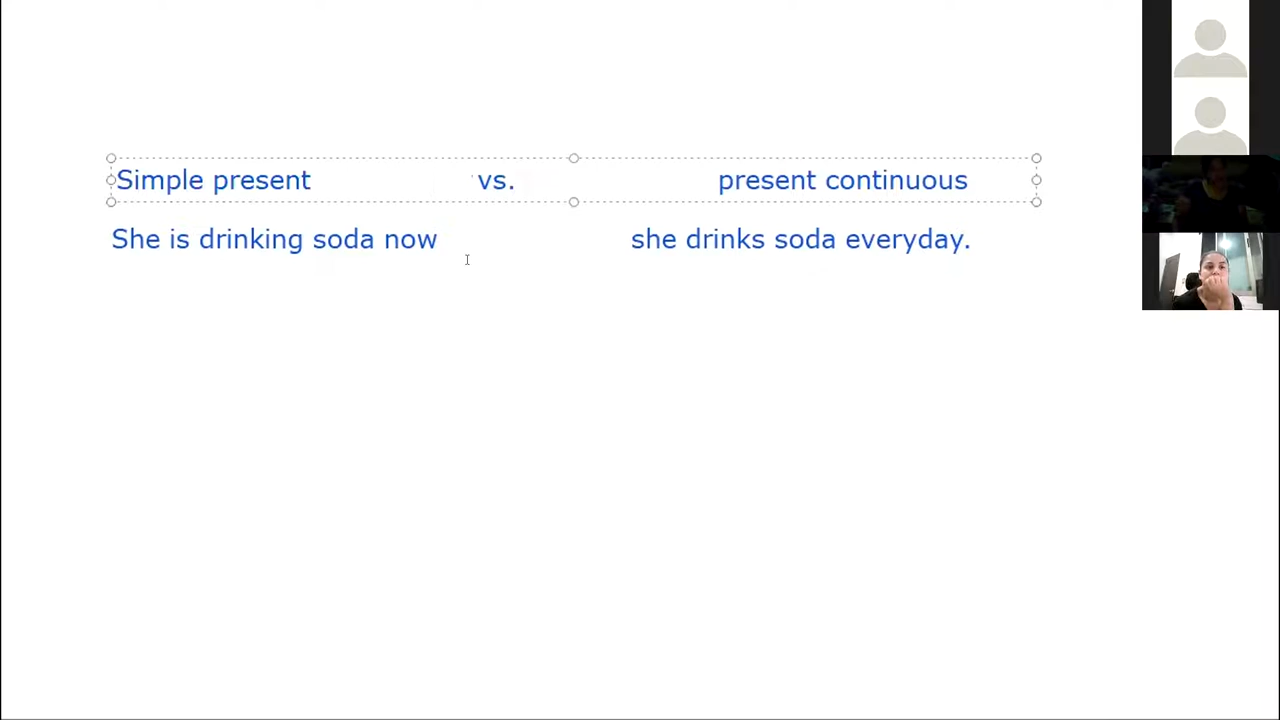 Simple present vs. present continuous
She is drinking soda now she drinks soda everyday.